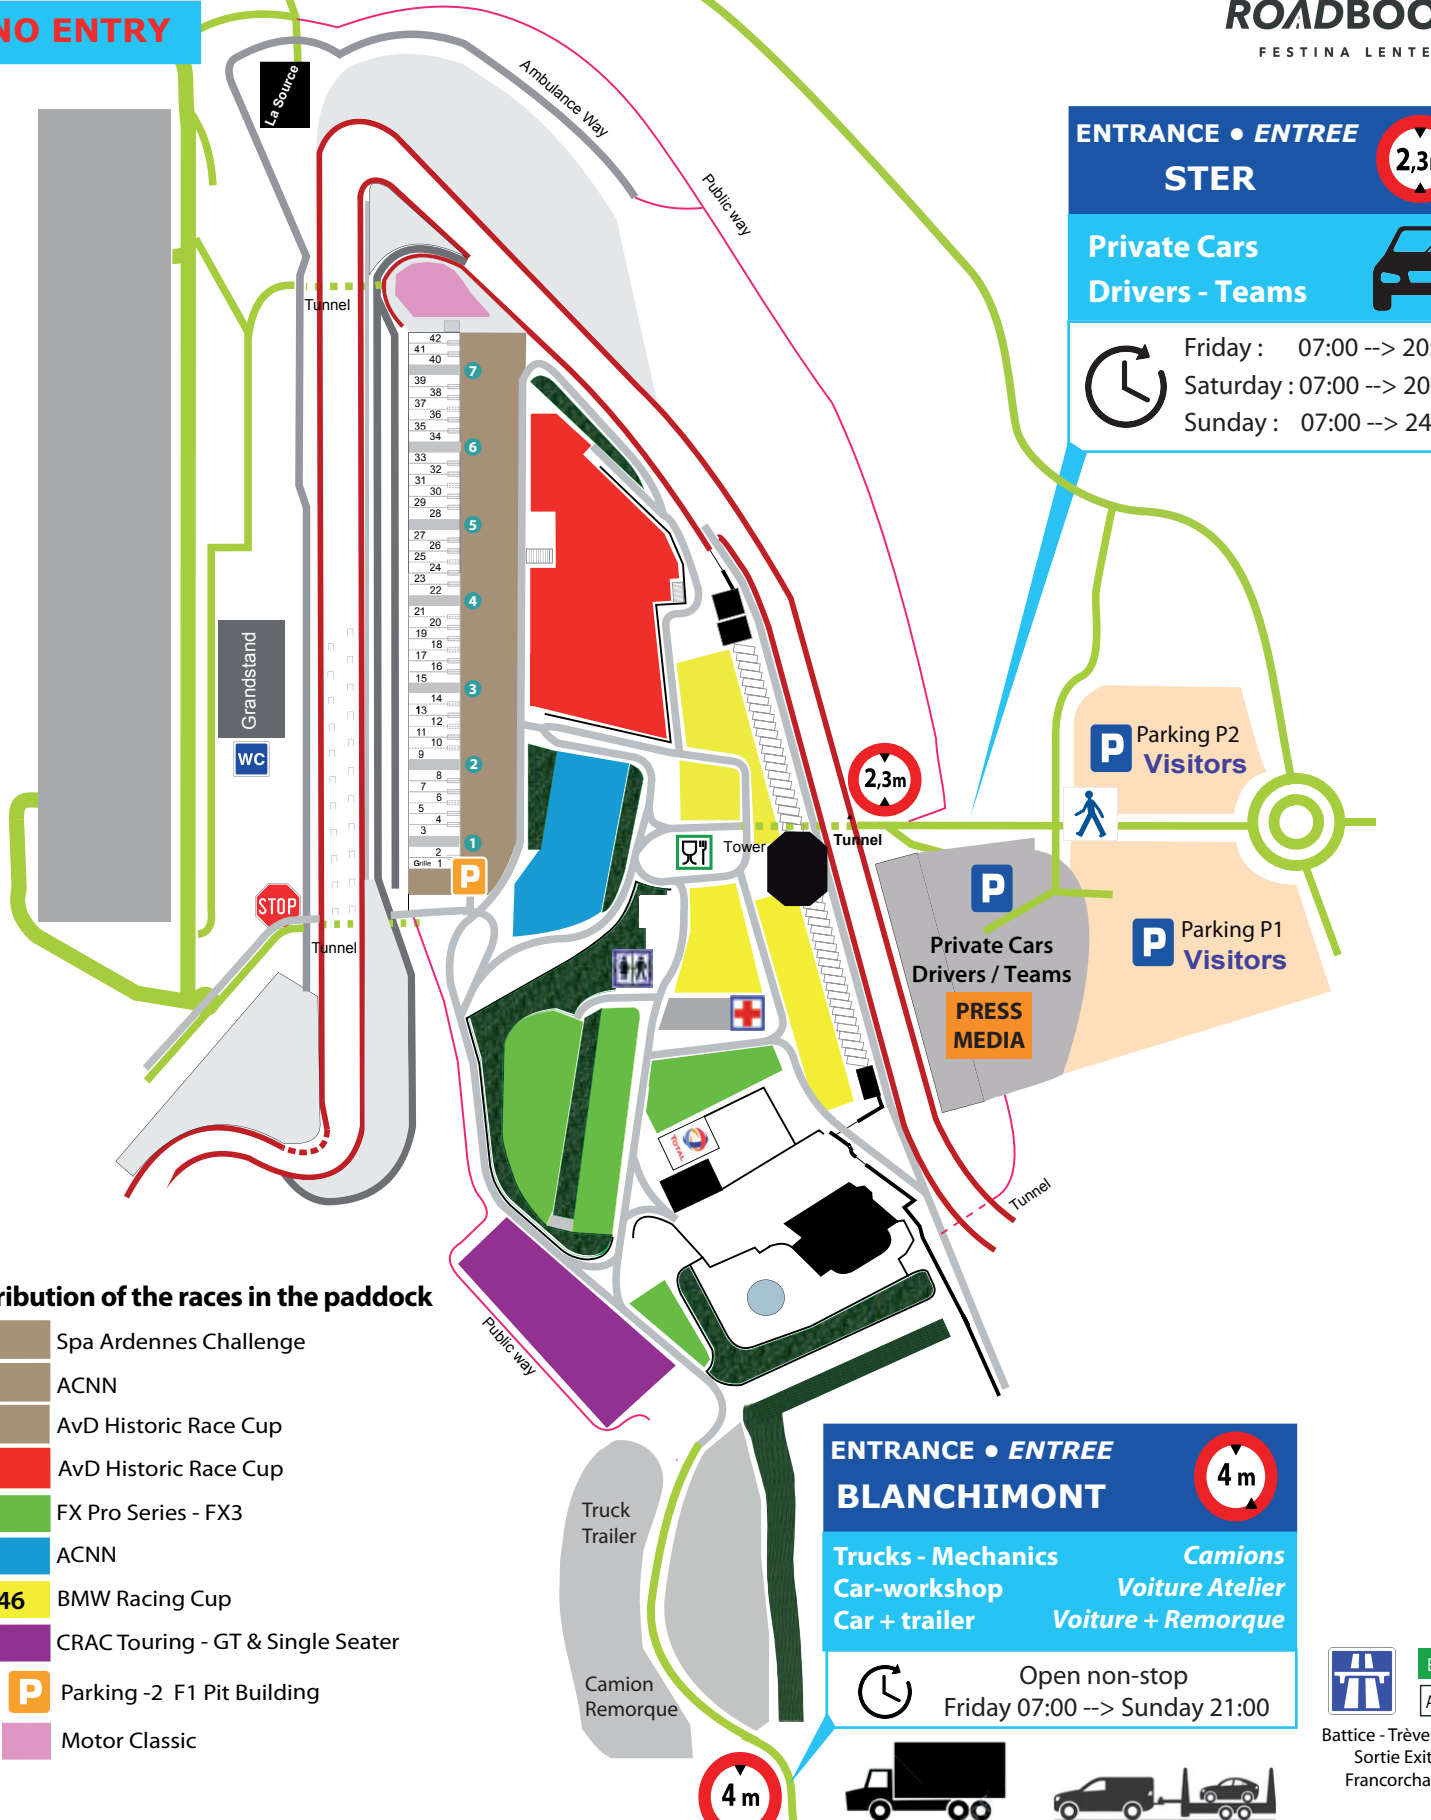 NO ENTRY
ROADBOO
FESTINA LENTE
La Source
Ambulance Way
Public way
ENTRANCE • ENTREE
STER
2,3m
Private Cars
Drivers - Teams
Friday : 07:00 --> 20:
Saturday : 07:00 --> 20
Sunday : 07:00 --> 24
Tunnel
42
41
40
7
39
38
37
36
35
34
6
33
32
31
30
29
28
5
27
26
25
24
23
22
4
21
20
19
18
17
16
15
3
14
13
12
11
10
9
2
8
7
6
5
4
3
1
2
Grille 1
P
Grandstand
WC
STOP
Tunnel
2,3m
Tower
Tunnel
P
Parking P2
Visitors
P
Private Cars
Drivers / Teams
PRESS
MEDIA
P
Parking P1
Visitors
TOTAL
Tunnel
Public way
ribution of the races in the paddock
Spa Ardennes Challenge
ACNN
AvD Historic Race Cup
AvD Historic Race Cup
FX Pro Series - FX3
ACNN
46 BMW Racing Cup
CRAC Touring - GT & Single Seater
P Parking -2 F1 Pit Building
Motor Classic
Truck
Trailer
Camion
Remorque
ENTRANCE • ENTREE
BLANCHIMONT
4 m
Trucks - Mechanics Camions
Car-workshop Voiture Atelier
Car + trailer Voiture + Remorque
Open non-stop
Friday 07:00 --> Sunday 21:00
4 m
Battice - Trève
Sortie Exit
Francorcha